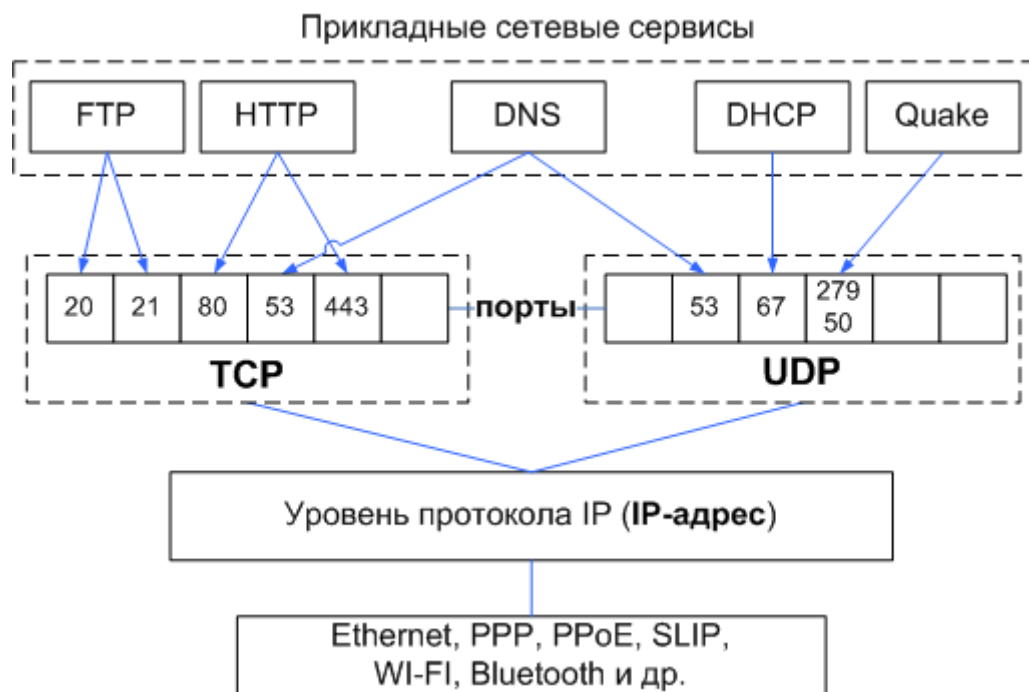 Прикладные сетевые сервисы
FTP HTTP DNS DHCP Quake
20 21 80 53 443 порты 53 67 279
50
TCP UDP
Уровень протокола IP (IP-адрес)
Ethernet, PPP, PPoE, SLIP,
WI-FI, Bluetooth и др.